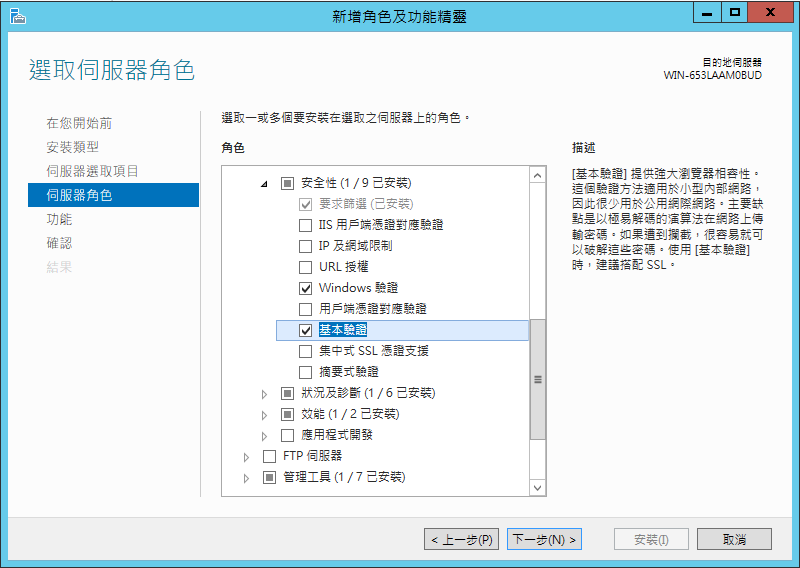 新增角色及功能精靈
選取伺服器角色
目的地伺服器
WIN-653LAAM0BUD
在您開始前
安裝類型
伺服器選取項目
伺服器角色
功能
確認
結果
選取一或多個要安裝在選取之伺服器上的角色。
角色
安全性 (1 / 9 已安裝)
要求篩選 (已安裝)
IIS 用戶端憑證對應驗證
IP 及網域限制
URL 授權
Windows 驗證
用戶端憑證對應驗證
基本驗證
集中式 SSL 憑證支援
摘要式驗證
狀況及診斷 (1 / 6 已安裝)
效能 (1 / 2 已安裝)
應用程式開發
FTP 伺服器
管理工具 (1 / 7 已安裝)
描述
[基本驗證] 提供強大瀏覽器相容性。
這個驗證方法適用於小型內部網路，
因此很少用於公用網際網路。主要缺
點是以極易解碼的演算法在網路上傳
輸密碼。如果遭到攔截，很容易就可
以破解這些密碼。使用 [基本驗證]
時，建議搭配 SSL。
< 上一步(P)
下一步(N) >
安裝(I)
取消